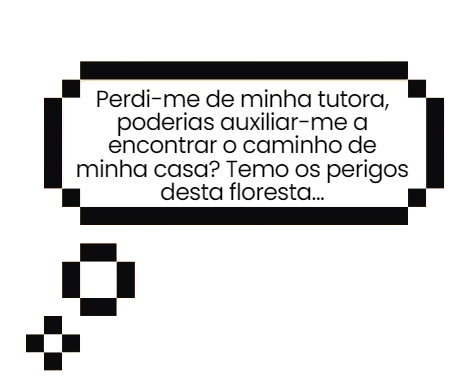 Perdi-me de minha tutora,
poderias auxiliar-me a
encontrar o caminho de
minha casa? Temo os perigos
desta floresta...